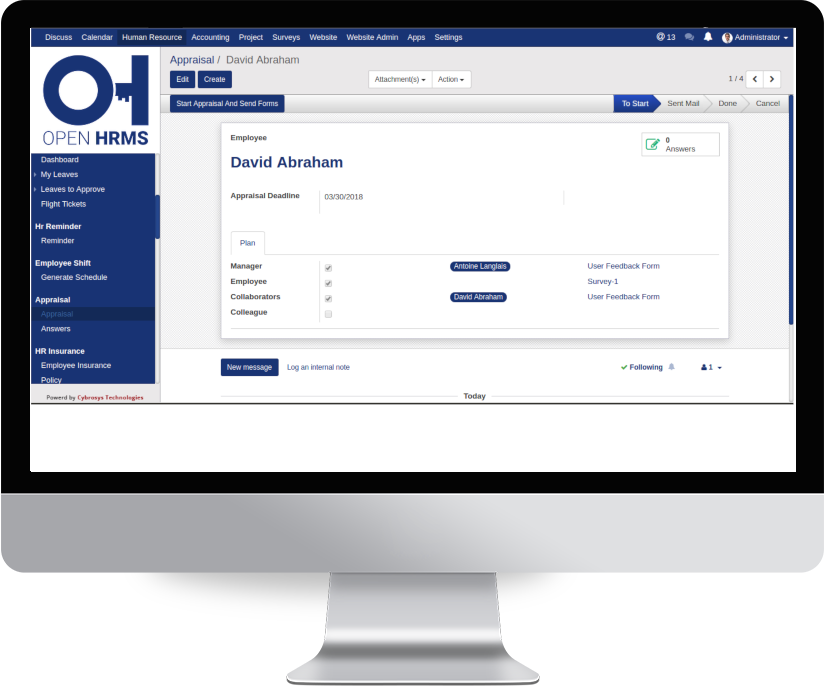 Discuss Calendar Human Resource Accounting Project Surveys Website Website Admin Apps Settings @ 13 Administrator
OPEN HRMS
Dashboard
My Leaves
Leaves to Approve
Flight Tickets
Hr Reminder
Reminder
Employee Shift
Generate Schedule
Appraisal
Appraisal
Answers
HR Insurance
Employee Insurance
Policy
Powerd by Cybrosys Technologies
Appraisal / David Abraham
Edit Create Attachment(s) Action 1 / 4
Start Appraisal And Send Forms To Start Sent Mail Done Cancel
Employee
0
Answers
David Abraham
Appraisal Deadline 03/30/2018
Plan
Manager Antoine Langlais User Feedback Form
Employee Survey-1
Collaborators David Abraham User Feedback Form
Colleague
New message Log an internal note Following 1
Today